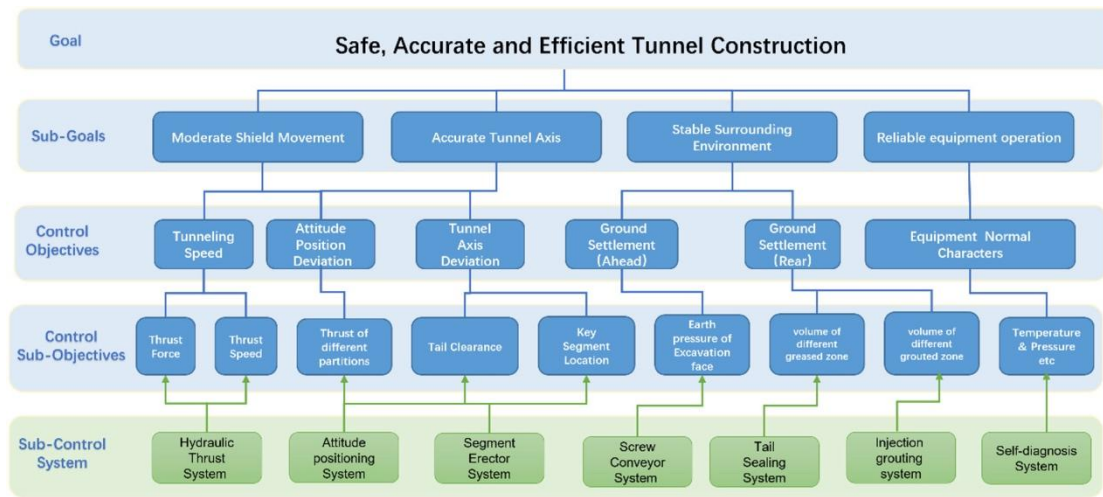 Goal
Safe, Accurate and Efficient Tunnel Construction
Sub-Goals
Moderate Shield Movement
Accurate Tunnel Axis
Stable Surrounding
Environment
Reliable equipment operation
Control
Objectives
Tunneling
Speed
Attitude
Position
Deviation
Tunnel
Axis
Deviation
Ground
Settlement
(Ahead)
Ground
Settlement
(Rear)
Equipment Normal
Characters
Control
Sub-Objectives
Thrust
Force
Thrust
Speed
Thrust of
different
partitions
Tail Clearance
Key
Segment
Location
Earth
pressure of
Excavation
face
volume of
different
greased zone
volume of
different
grouted zone
Temperature
& Pressure
etc
Sub-Control
System
Hydraulic
Thrust
System
Attitude
positioning
System
Segment
Erector
System
Screw
Conveyor
System
Tail
Sealing
System
Injection
grouting
system
Self-diagnosis
System